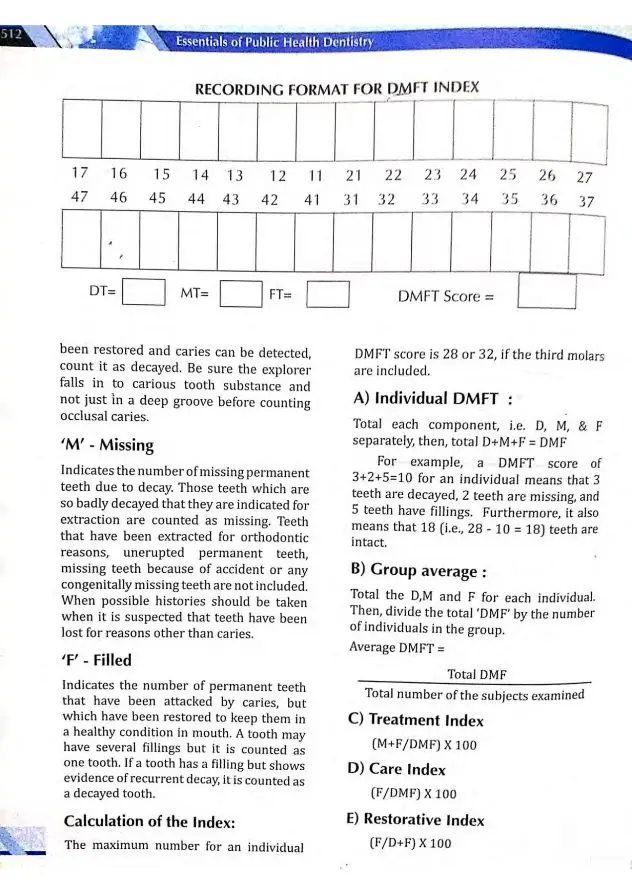 512
Essentials of Public Health Dentistry
RECORDING FORMAT FOR DMFT INDEX
17 16 15 14 13 12 11 21 22 23 24 25 26 27
47 46 45 44 43 42 41 31 32 33 34 35 36 37
DT= MT= FT= DMFT Score =
been restored and caries can be detected,
count it as decayed. Be sure the explorer
falls in to carious tooth substance and
not just in a deep groove before counting
occlusal caries.
‘M’ - Missing
Indicates the number of missing permanent
teeth due to decay. Those teeth which are
so badly decayed that they are indicated for
extraction are counted as missing. Teeth
that have been extracted for orthodontic
reasons, unerupted permanent teeth,
missing teeth because of accident or any
congenitally missing teeth are not included.
When possible histories should be taken
when it is suspected that teeth have been
lost for reasons other than caries.
‘F’ - Filled
Indicates the number of permanent teeth
that have been attacked by caries, but
which have been restored to keep them in
a healthy condition in mouth. A tooth may
have several fillings but it is counted as
one tooth. If a tooth has a filling but shows
evidence of recurrent decay, it is counted as
a decayed tooth.
Calculation of the Index:
The maximum number for an individual
DMFT score is 28 or 32, if the third molars
are included.
A) Individual DMFT :
Total each component, i.e. D, M, & F
separately, then, total D+M+F = DMF
For example, a DMFT score of
3+2+5=10 for an individual means that 3
teeth are decayed, 2 teeth are missing, and
5 teeth have fillings. Furthermore, it also
means that 18 (i.e., 28 - 10 = 18) teeth are
intact.
B) Group average :
Total the D,M and F for each individual.
Then, divide the total ‘DMF’ by the number
of individuals in the group.
Average DMFT =
Total DMF
Total number of the subjects examined
C) Treatment Index
(M+F/DMF) X 100
D) Care Index
(F/DMF) X 100
E) Restorative Index
(F/D+F) X 100